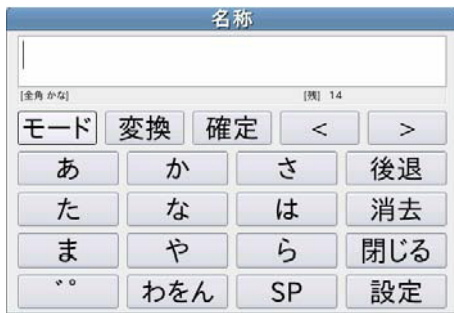 名称
[全角 かな] [残] 14
モード 変換 確定 < >
あ か さ 後退
た な は 消去
ま や ら 閉じる
゛゜ わをん SP 設定